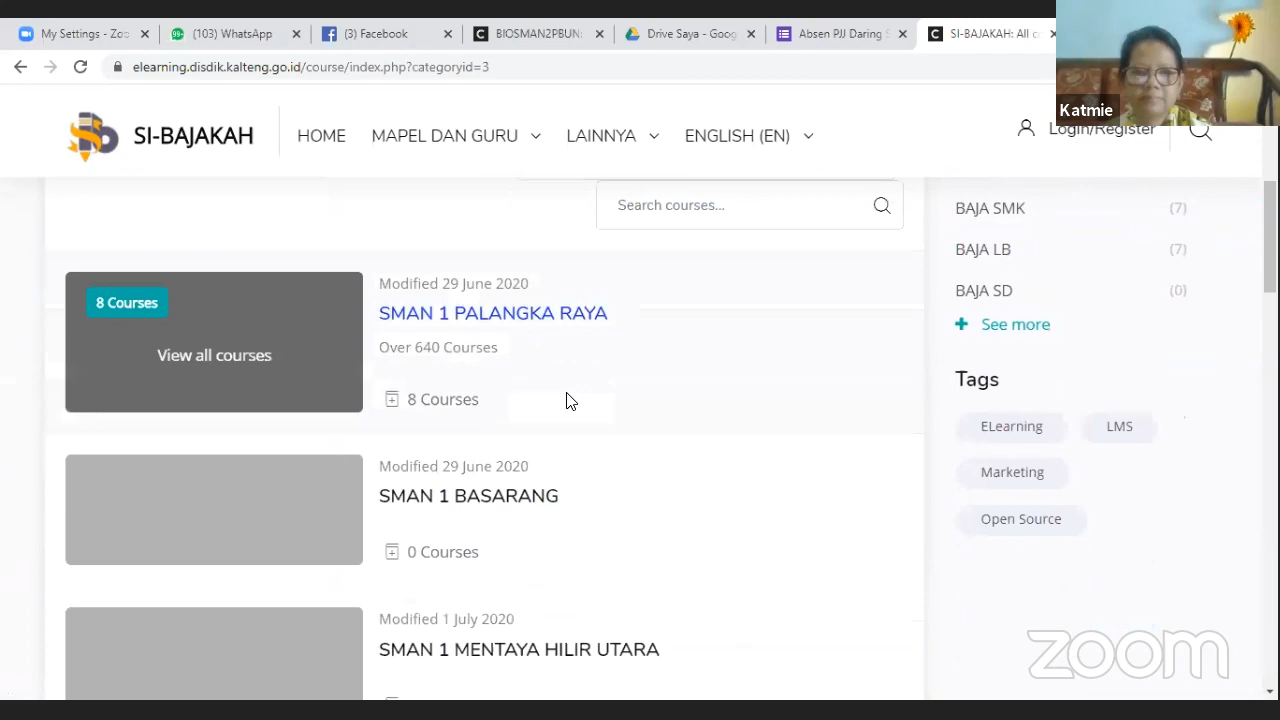 My Settings - Zoo
(103) WhatsApp
(3) Facebook
BIOSMAN2PBUN:
Drive Saya - Goog
Absen PJJ Daring S
SI-BAJAKAH: All c
elearning.disdik.kalteng.go.id/course/index.php?categoryid=3
Katmie
SI-BAJAKAH
HOME
MAPEL DAN GURU
LAINNYA
ENGLISH (EN)
Login/Register
Search courses...
8 Courses
View all courses
Modified 29 June 2020
SMAN 1 PALANGKA RAYA
Over 640 Courses
8 Courses
Modified 29 June 2020
SMAN 1 BASARANG
0 Courses
Modified 1 July 2020
SMAN 1 MENTAYA HILIR UTARA
BAJA SMK (7)
BAJA LB (7)
BAJA SD (0)
+ See more
Tags
ELearning
LMS
Marketing
Open Source
zoom